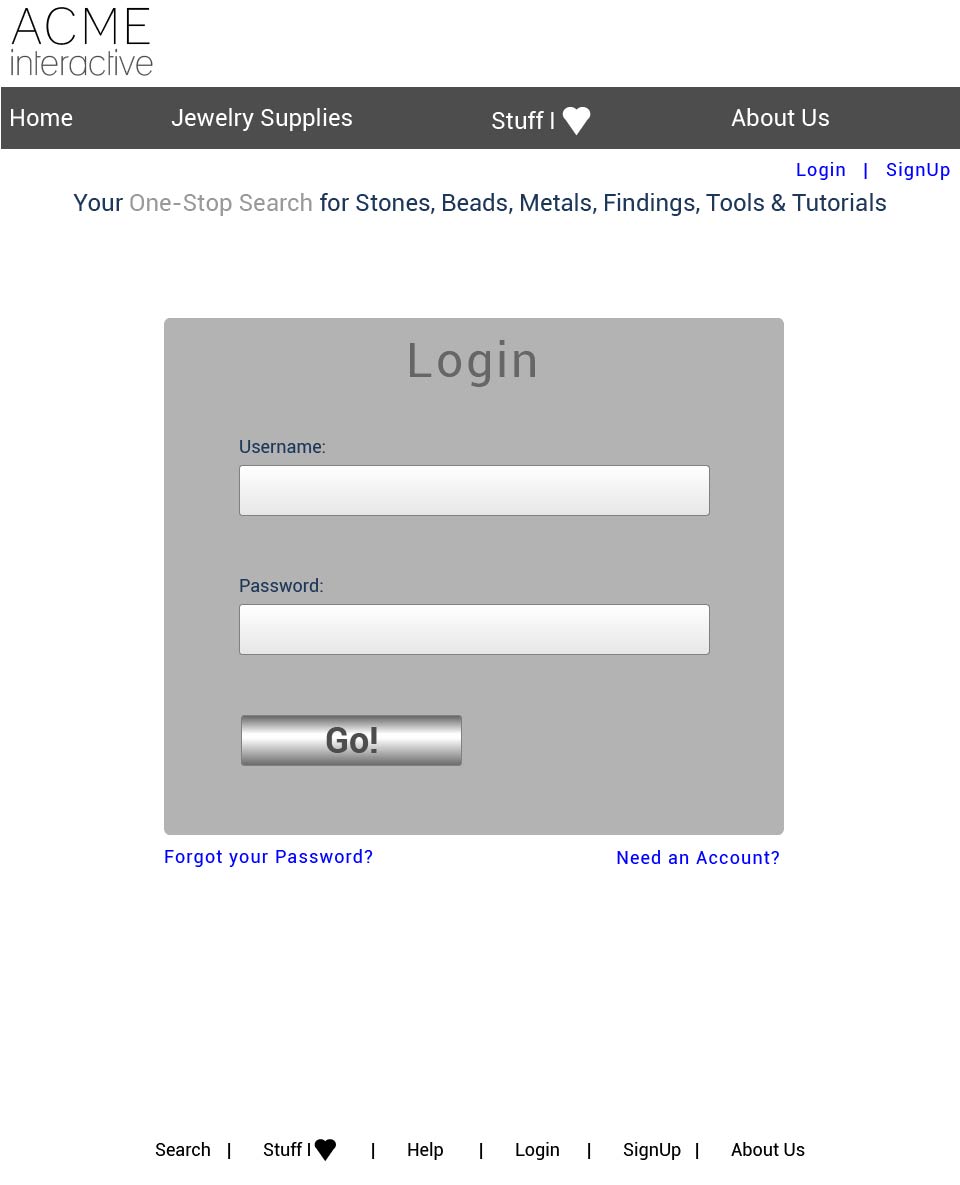 ACME
interactive
Home Jewelry Supplies Stuff I ♥ About Us
Login | SignUp
Your One-Stop Search for Stones, Beads, Metals, Findings, Tools & Tutorials
Login
Username:
Password:
Go!
Forgot your Password? Need an Account?
Search | Stuff I ♥ | Help | Login | SignUp | About Us